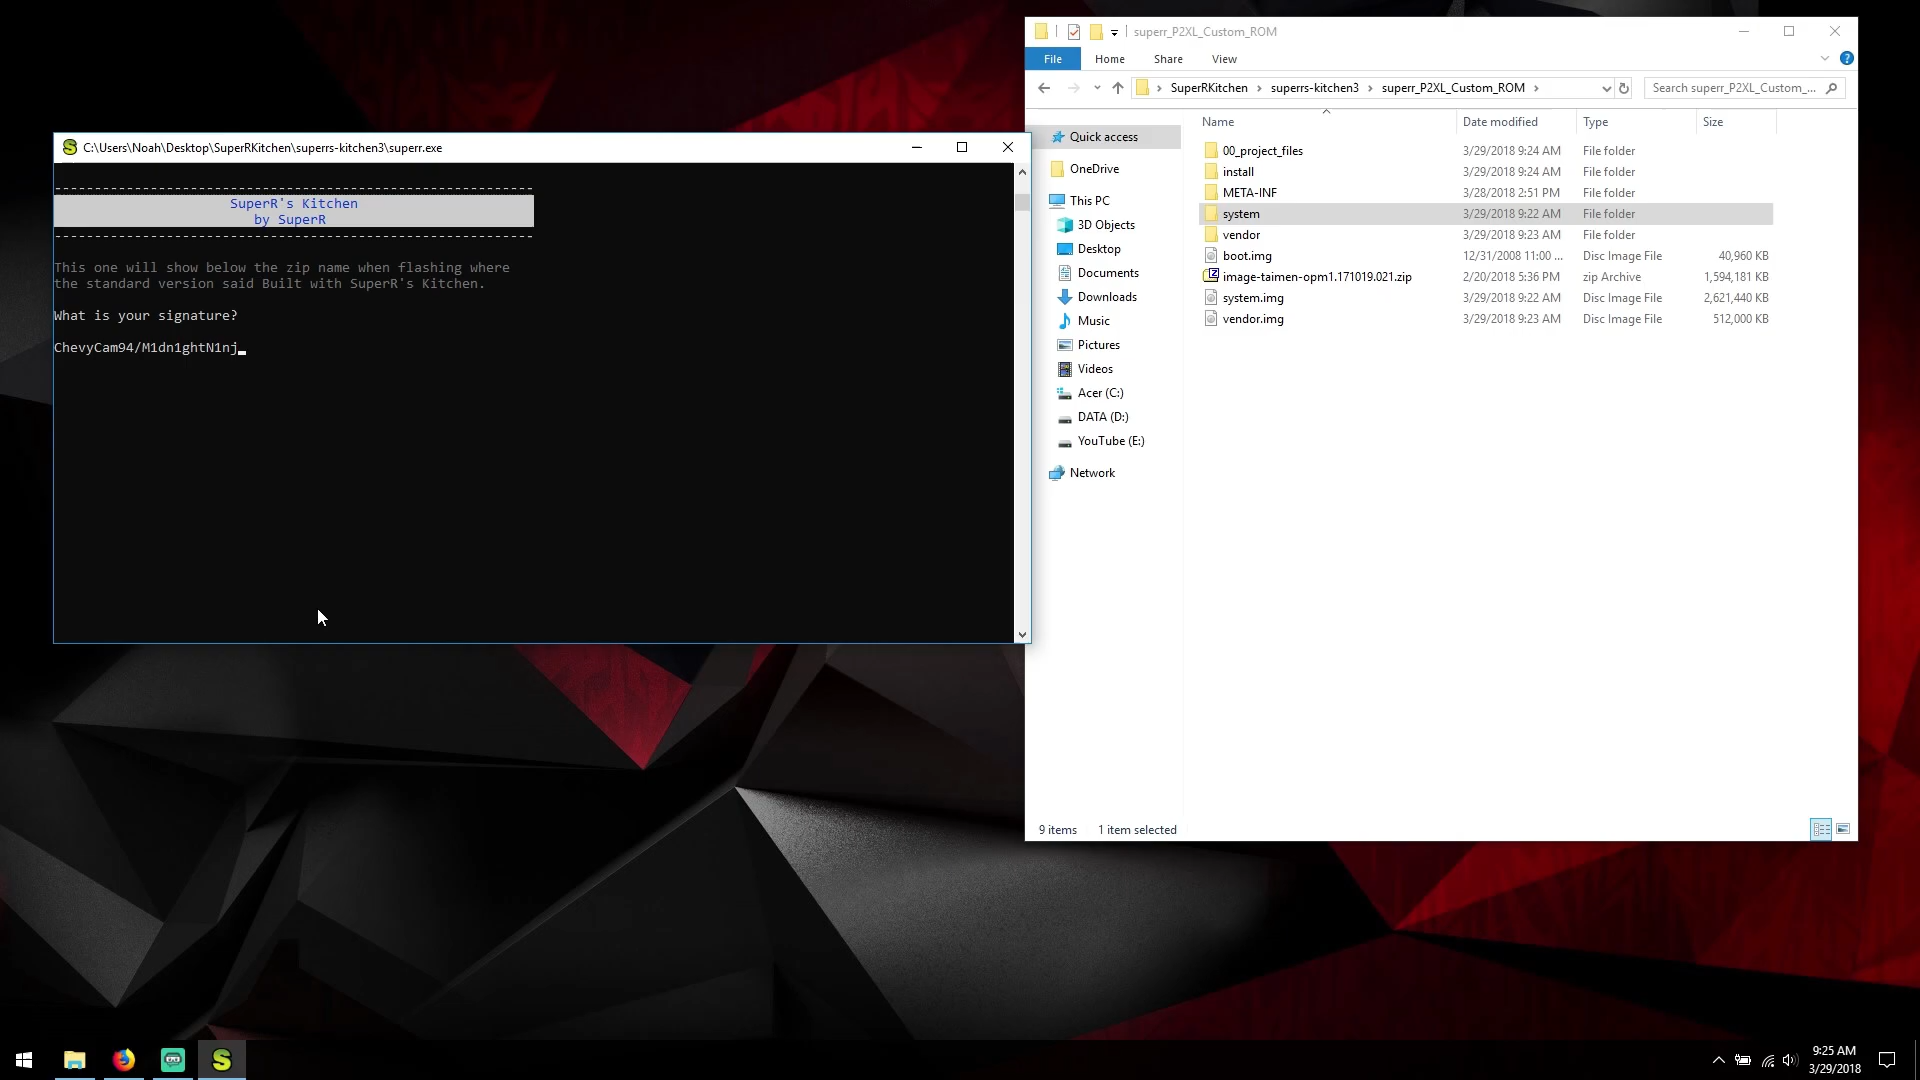 C:\Users\Noah\Desktop\SuperRKitchen\superrs-kitchen3\superr.exe
SuperR's Kitchen
by SuperR
This one will show below the zip name when flashing where
the standard version said Built with SuperR's Kitchen.
What is your signature?
ChevyCam94/M1dn1ghtN1nj_
superr_P2XL_Custom_ROM
File Home Share View
SuperRKitchen > superrs-kitchen3 > superr_P2XL_Custom_ROM >
Search superr_P2XL_Custom_...
Quick access
OneDrive
This PC
3D Objects
Desktop
Documents
Downloads
Music
Pictures
Videos
Acer (C:)
DATA (D:)
YouTube (E:)
Network
Name Date modified Type Size
00_project_files 3/29/2018 9:24 AM File folder
install 3/29/2018 9:24 AM File folder
META-INF 3/28/2018 2:51 PM File folder
system 3/29/2018 9:22 AM File folder
vendor 3/29/2018 9:23 AM File folder
boot.img 12/31/2008 11:00 ... Disc Image File 40,960 KB
image-taimen-opm1.171019.021.zip 2/20/2018 5:36 PM zip Archive 1,594,181 KB
system.img 3/29/2018 9:22 AM Disc Image File 2,621,440 KB
vendor.img 3/29/2018 9:23 AM Disc Image File 512,000 KB
9 items 1 item selected
9:25 AM
3/29/2018